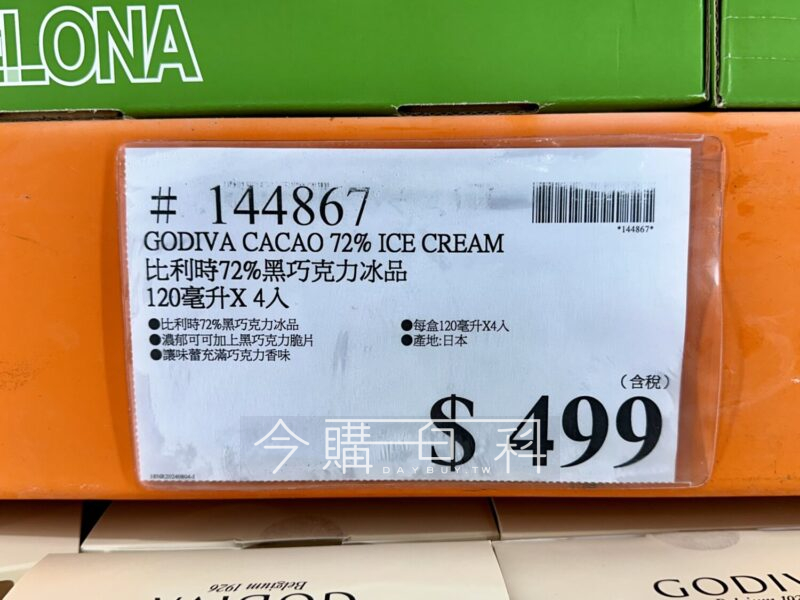 ELONA
# 144867
*144867*
GODIVA CACAO 72% ICE CREAM
比利時72%黑巧克力冰品
120毫升X 4入
●比利時72%黑巧克力冰品
●濃郁可可加上黑巧克力脆片
●讓味蕾充滿巧克力香味
●每盒120毫升X4入
●產地:日本
(含稅)
$ 499
今購百科
DAYBUY.TW
Belgium 1926
GODIVA
GODIV
Belgium 192